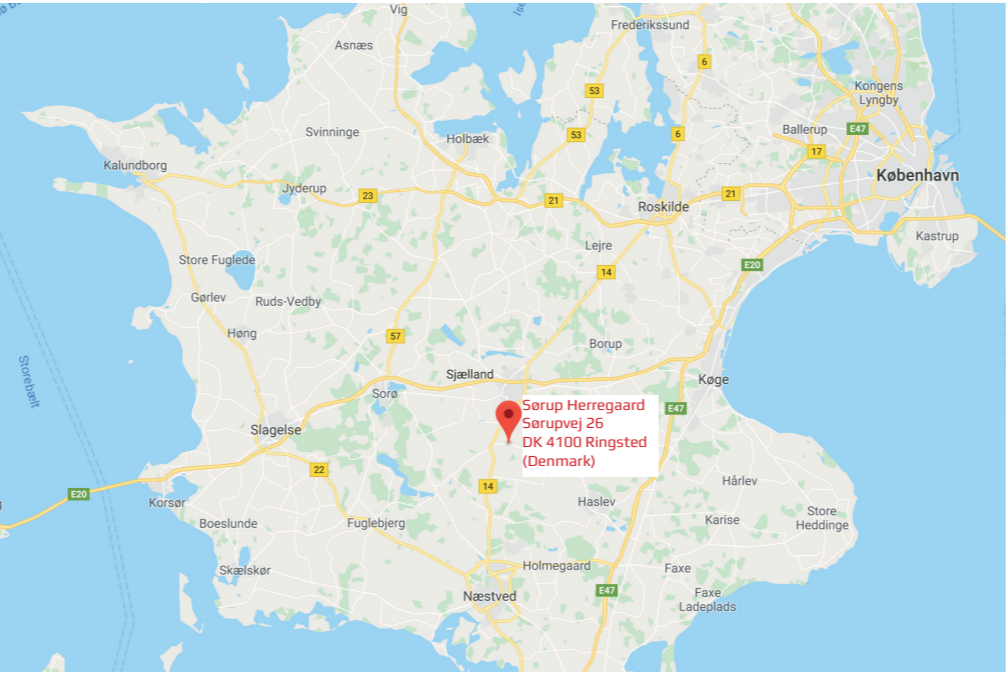 Vig
Frederikssund
Asnæs
6
Kongens
Lyngby
53
Svinninge
Holbæk
53
6
Ballerup
E47
17
Kalundborg
København
Jyderup
23
21
Roskilde
21
Kastrup
Lejre
Store Fuglede
E20
14
Gørlev
Ruds-Vedby
Høng
57
Borup
Storebælt
Sjælland
Køge
Sorø
Sørup Herregaard
Sørupvej 26
DK 4100 Ringsted
(Denmark)
E47
Slagelse
22
14
E20
Korsør
Haslev
Hårlev
Boeslunde
Fuglebjerg
Karise
Store
Heddinge
Skælskør
Holmegaard
Faxe
Næstved
E47
Faxe
Ladeplads